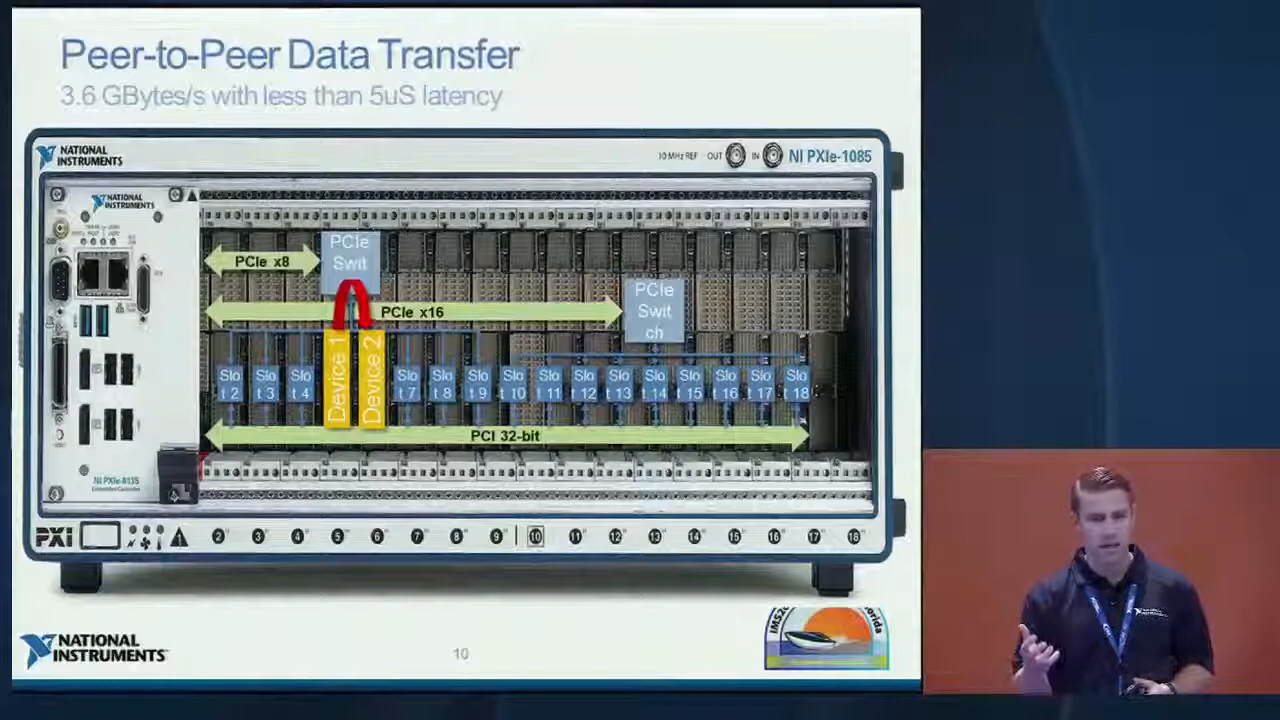 Peer-to-Peer Data Transfer
3.6 GBytes/s with less than 5uS latency
NATIONAL
INSTRUMENTS
10 MHz REF
OUT
IN
NI PXIe-1085
NATIONAL
INSTRUMENTS
PCIe x8
PCIe
Swit
PCIe x16
PCIe
Swit
ch
Device 1
Device 2
Slo
t 2
Slo
t 3
Slo
t 4
Slo
t 7
Slo
t 8
Slo
t 9
Slo
t 10
Slo
t 11
Slo
t 12
Slo
t 13
Slo
t 14
Slo
t 15
Slo
t 16
Slo
t 17
Slo
t 18
PCI 32-bit
NI PXIe-8135
Embedded Controller
PXI
2 3 4 5 6 7 8 9 10 11 12 13 14 15 16 17 18
NATIONAL
INSTRUMENTS
10